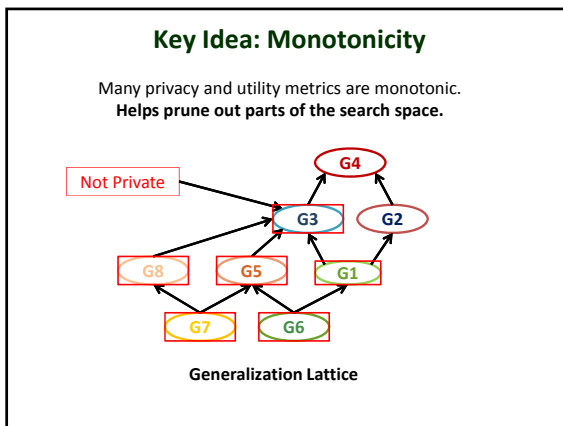 Key Idea: Monotonicity
Many privacy and utility metrics are monotonic.
Helps prune out parts of the search space.
G4
Not Private
G3
G2
G8
G5
G1
G7
G6
Generalization Lattice